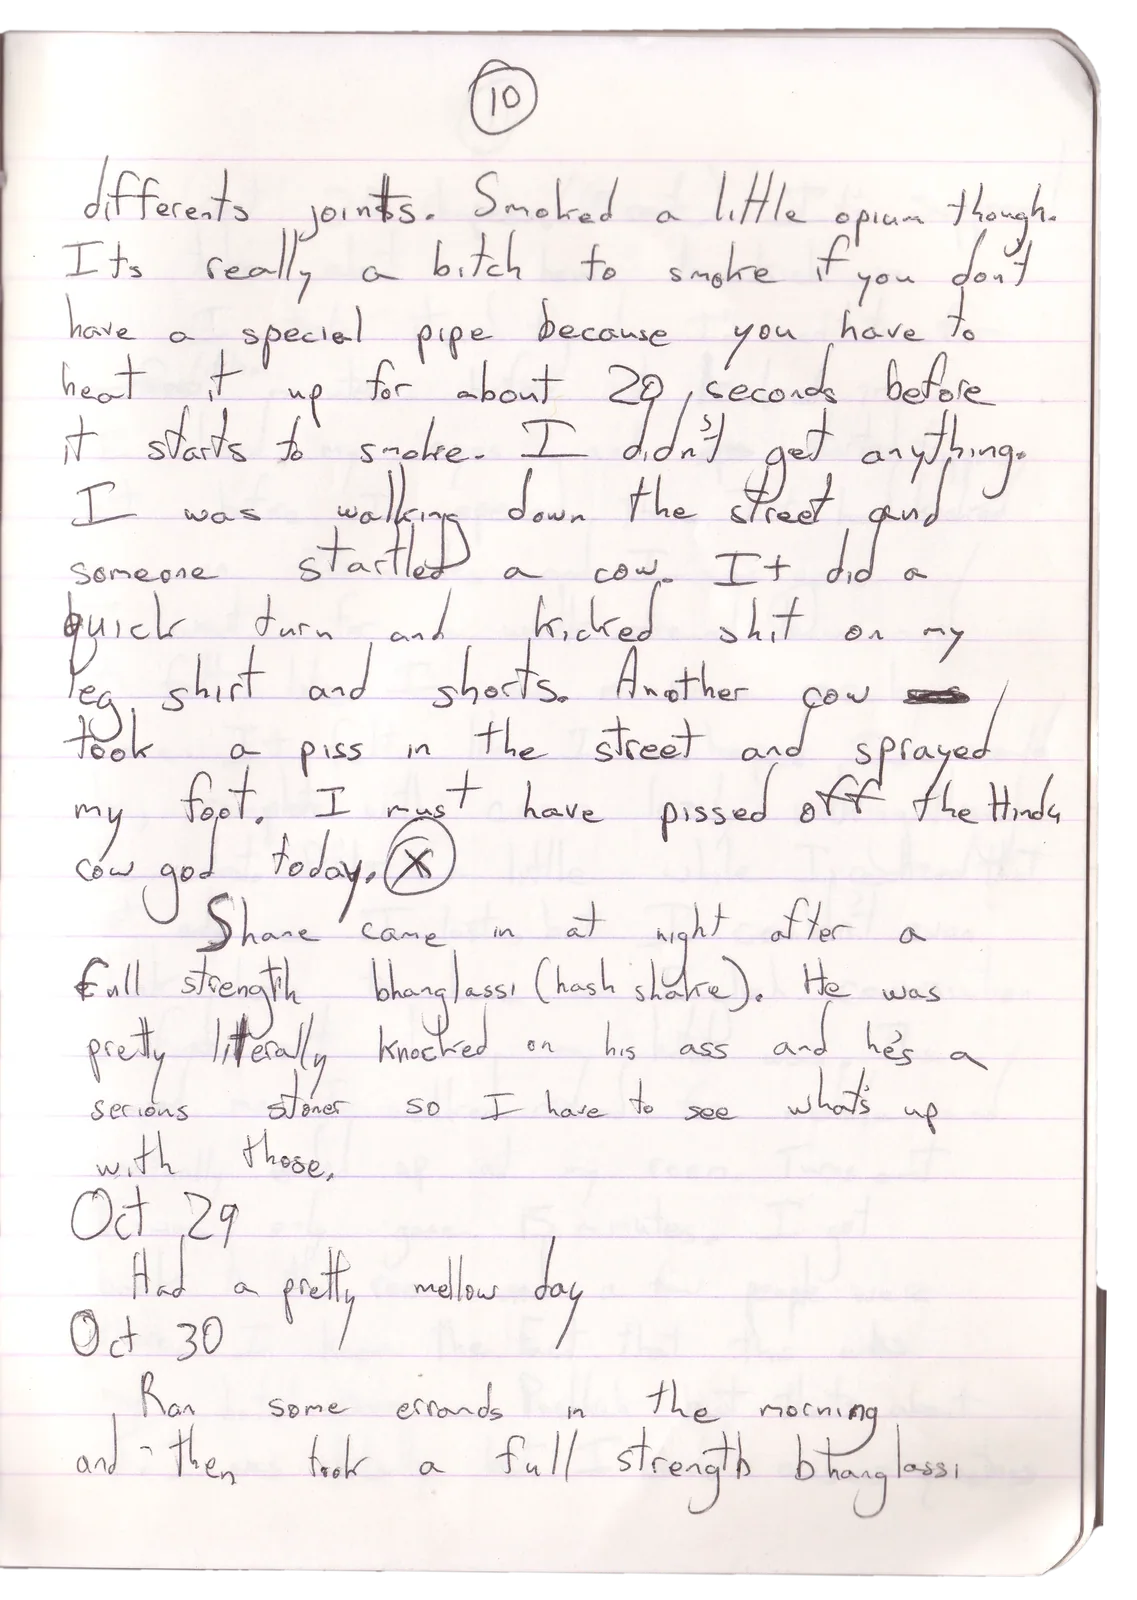 10
differents joints. Smoked a little opium though.
Its really a bitch to smoke if you don't
have a special pipe because you have to
heat it up for about 20 seconds before
it starts to smoke. I didn't get anything.
I was walking down the street and
someone startled a cow. It did a
quick turn and kicked shit on my
leg, shirt and shorts. Another cow
took a piss in the street and sprayed
my foot. I must have pissed off the Hindu
cow god today. X
Shane came in at night after a
full strength bhanglassi (hash shake). He was
pretty literally knocked on his ass and he's a
serious stoner so I have to see what's up
with those.
Oct 29
Had a pretty mellow day
Oct 30
Ran some errands in the morning
and then took a full strength bhanglassi